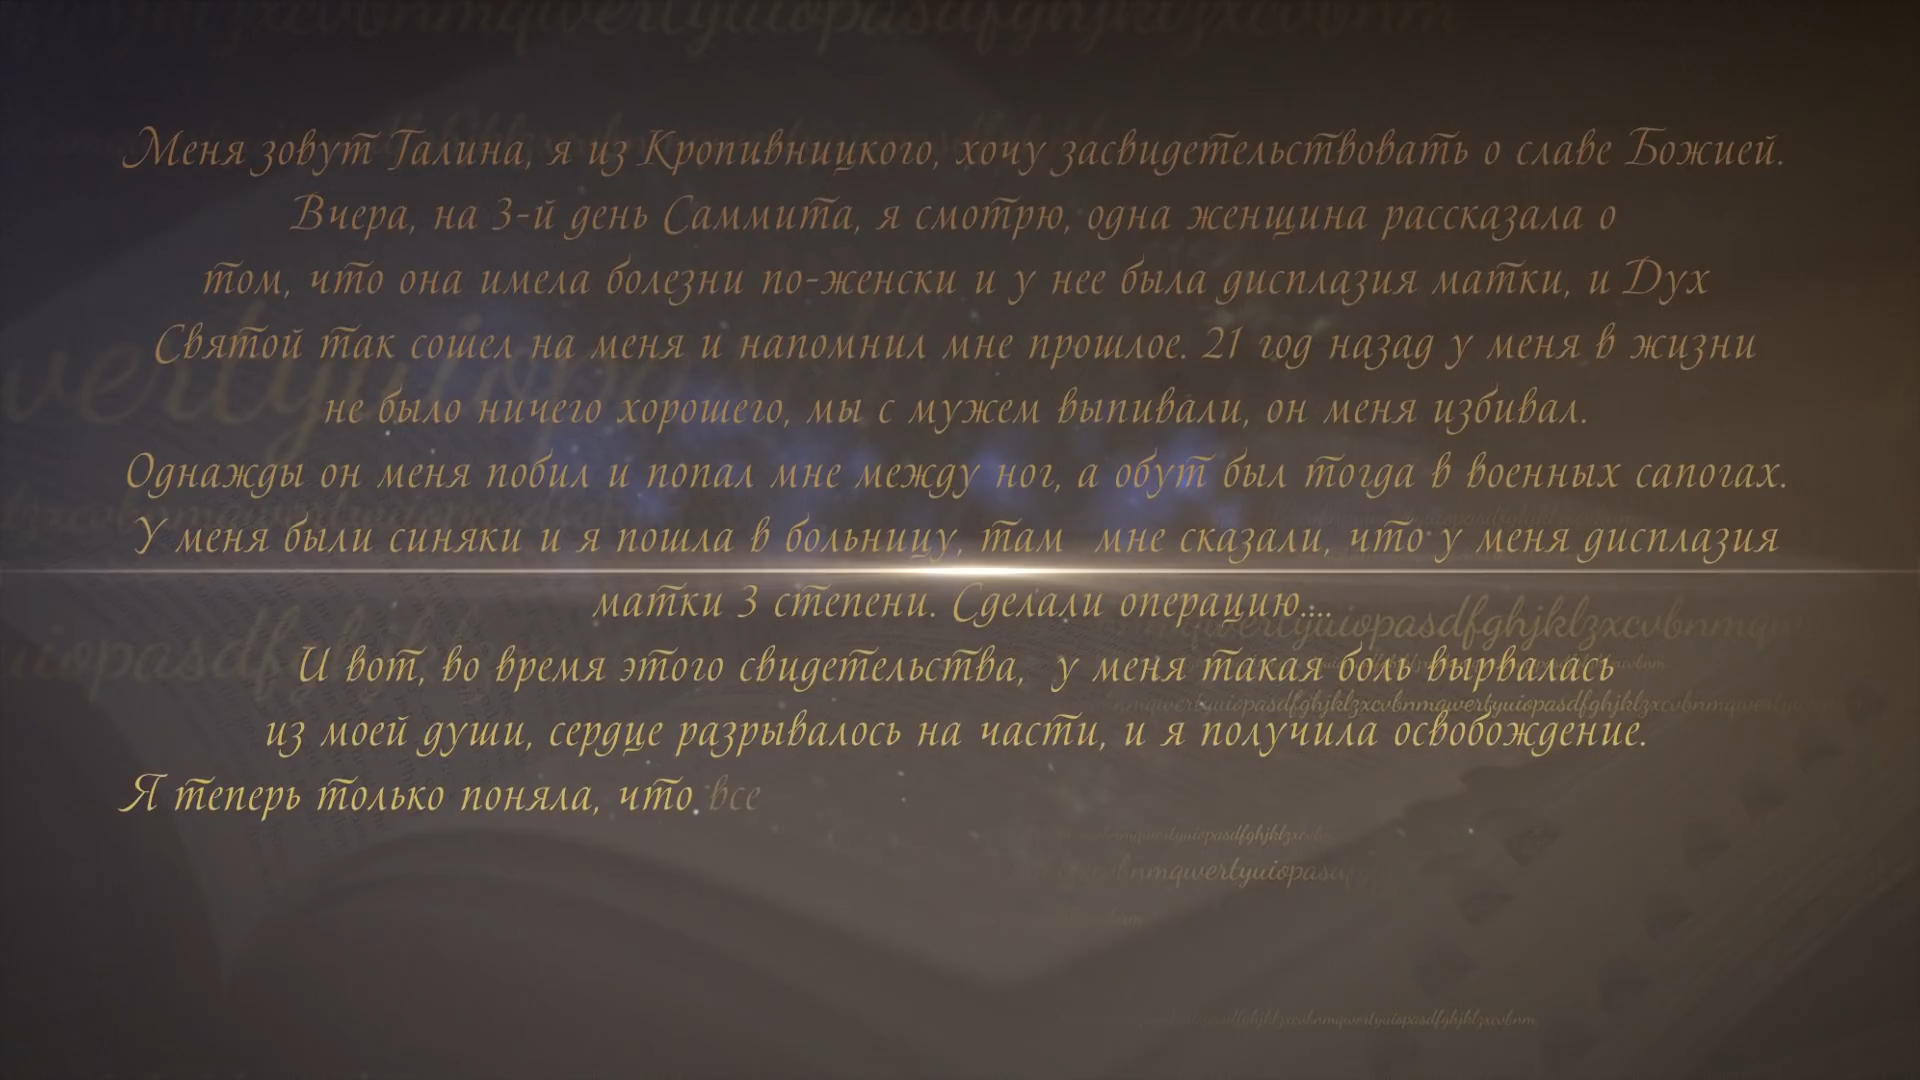 Меня зовут Галина, я из Кропивницкого, хочу засвидетельствовать о славе Божией.
Вчера, на 3-й день Саммита, я смотрю, одна женщина рассказала о
том, что она имела болезни по-женски и у нее была дисплазия матки, и Дух
Святой так сошел на меня и напомнил мне прошлое. 21 год назад у меня в жизни
не было ничего хорошего, мы с мужем выпивали, он меня избивал.
Однажды он меня побил и попал мне между ног, а обут был тогда в военных сапогах.
У меня были синяки и я пошла в больницу, там мне сказали, что у меня дисплазия
матки 3 степени. Сделали операцию....
И вот, во время этого свидетельства, у меня такая боль вырвалась
из моей души, сердце разрывалось на части, и я получила освобождение.
Я теперь только поняла, что все